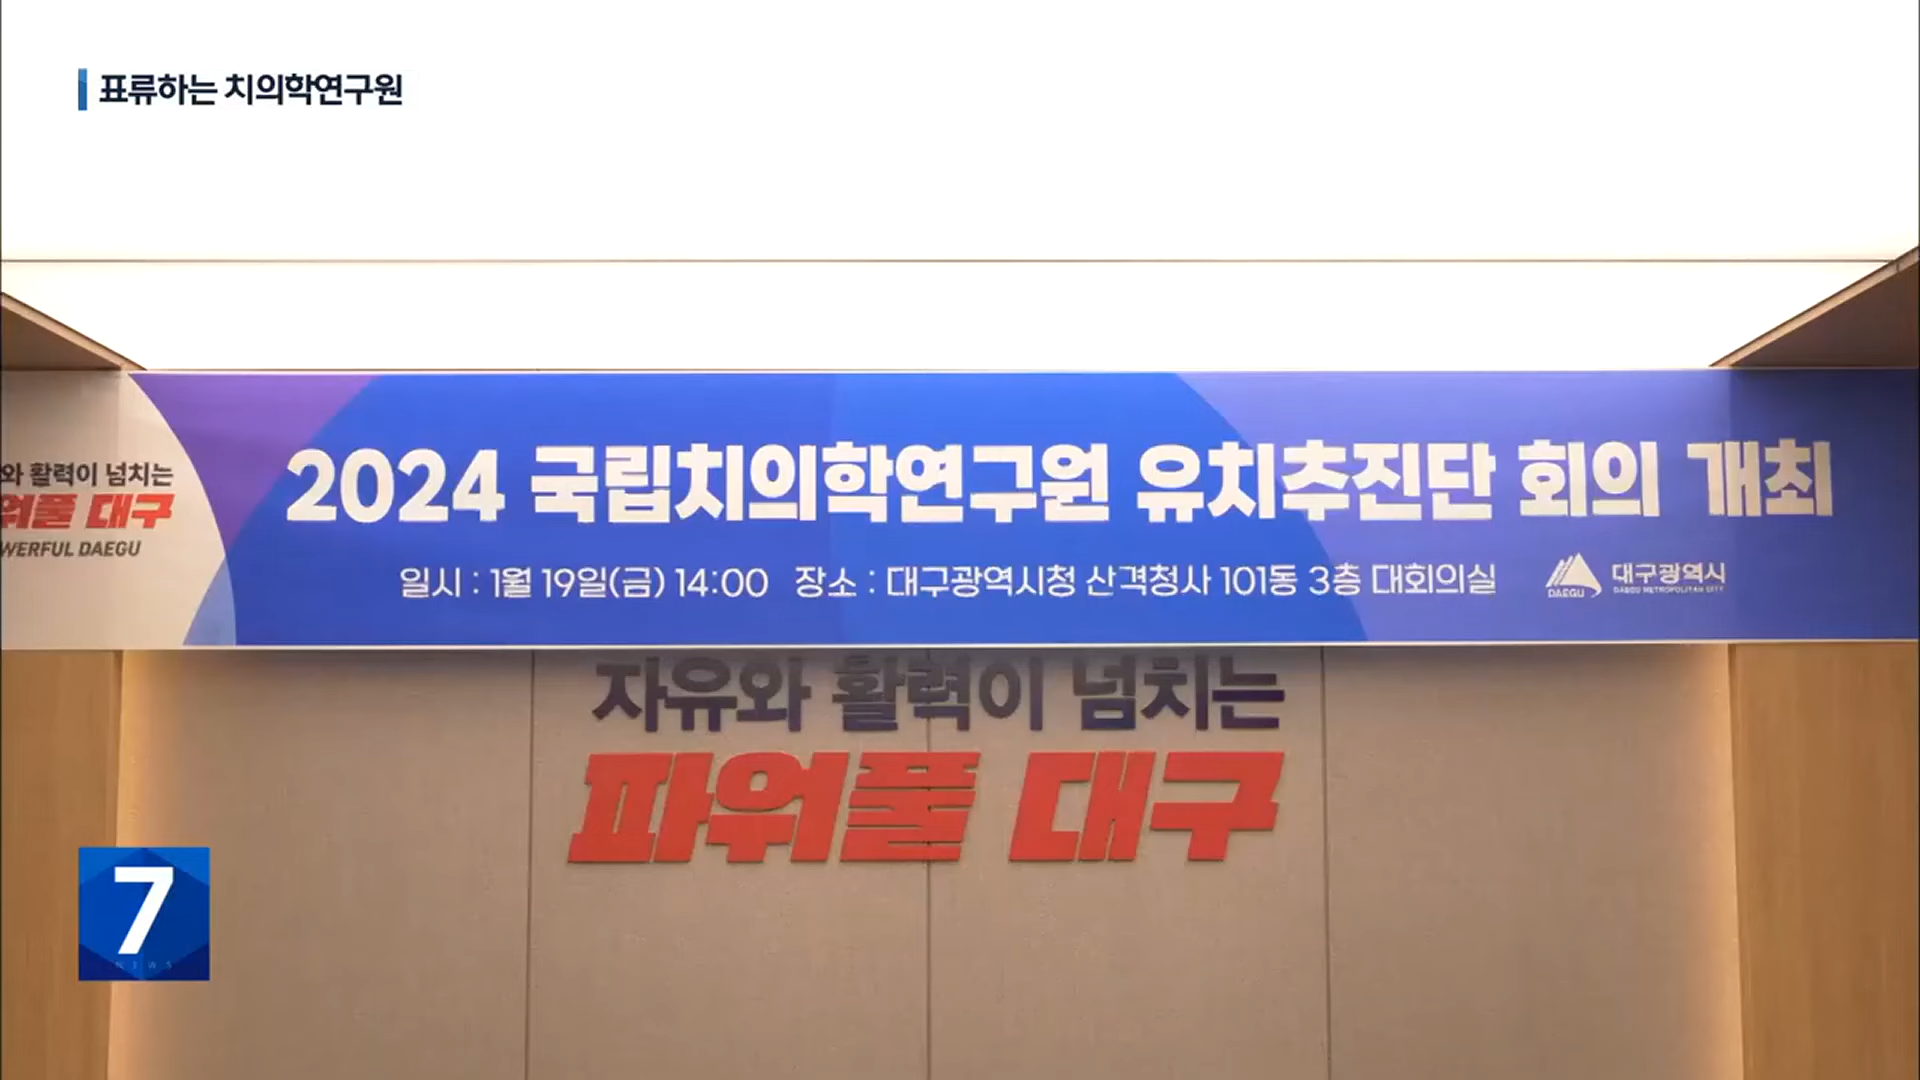 표류하는 치의학연구원
2024 국립치의학연구원 유치추진단 회의 개최
와 활력이 넘치는
워풀 대구
WERFUL DAEGU
일시 : 1월 19일(금) 14:00 장소 : 대구광역시청 산격청사 101동 3층 대회의실
DAEGU
대구광역시
DAEGU METROPOLITAN CITY
자유와 활력이 넘치는
파워풀 대구
7
NEWS